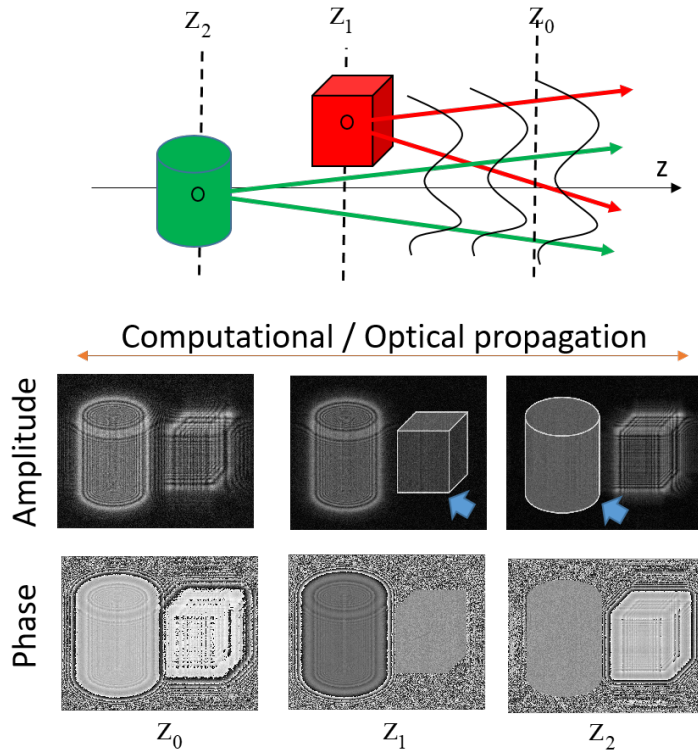 Z2
Z1
Z0
z
Computational / Optical propagation
Amplitude
Phase
Z0
Z1
Z2